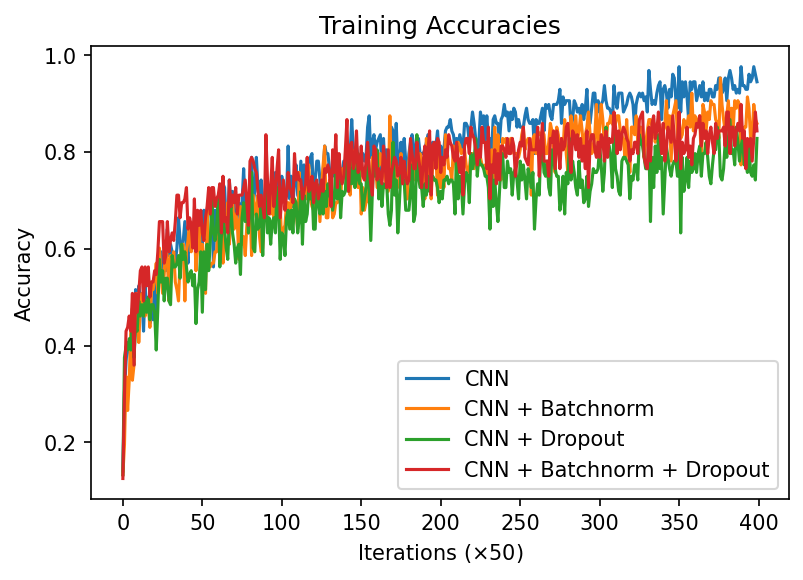 Training Accuracies
1.0
0.8
0.6
0.4
0.2
Accuracy
CNN
CNN + Batchnorm
CNN + Dropout
CNN + Batchnorm + Dropout
0 50 100 150 200 250 300 350 400
Iterations (×50)